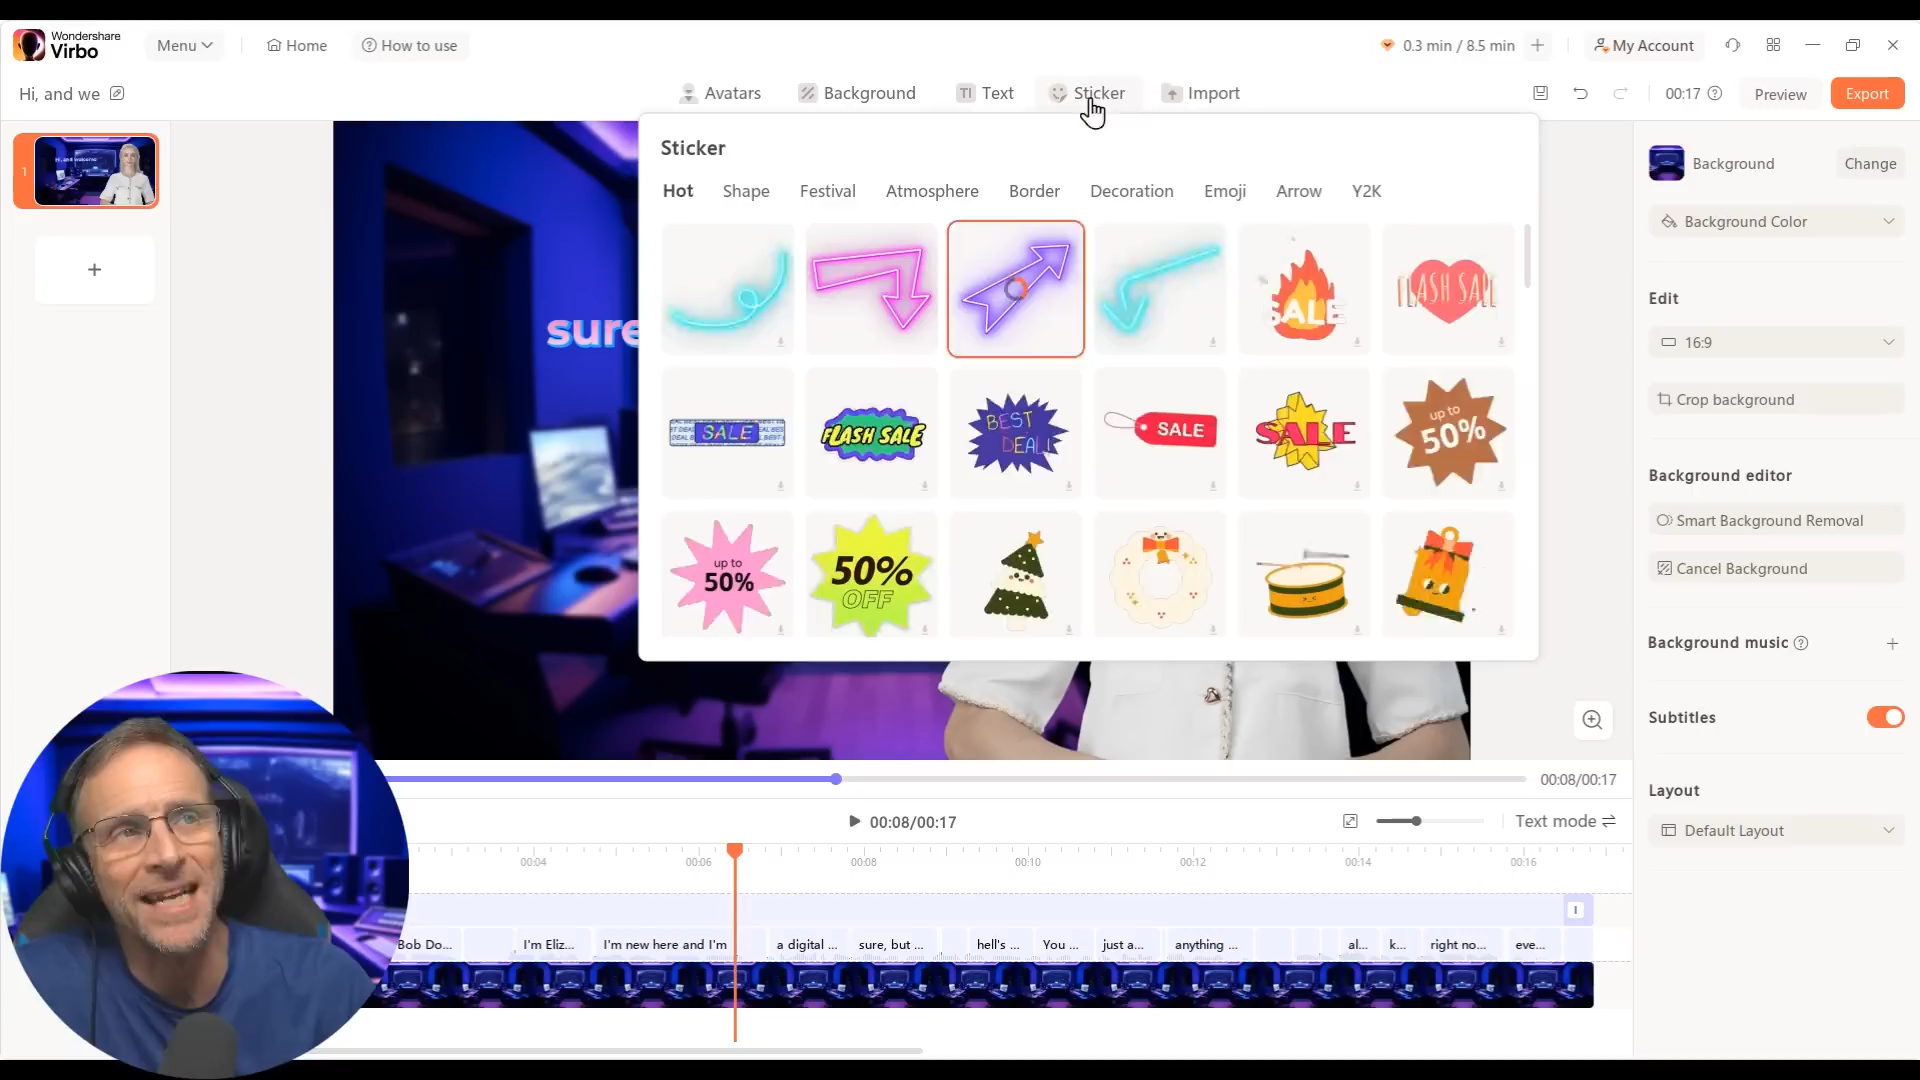 Wondershare
Virbo
Menu
Home
How to use
0.3 min / 8.5 min
My Account
Hi, and we
Avatars
Background
Text
Sticker
Import
00:17
Preview
Export
1
Sticker
Hot
Shape
Festival
Atmosphere
Border
Decoration
Emoji
Arrow
Y2K
SALE
FLASH SALE
SALE
FLASH SALE
BEST
DEAL!
SALE
SALE
up to
50%
up to
50%
50%
OFF
sure
Background
Change
Background Color
Edit
16:9
Crop background
Background editor
Smart Background Removal
Cancel Background
Background music
Subtitles
Layout
Default Layout
00:08/00:17
00:08/00:17
Text mode
00:04
00:06
00:08
00:10
00:12
00:14
00:16
Bob Do...
I'm Eliz...
I'm new here and I'm
a digital ...
sure, but ...
hell's ...
You ...
just a...
anything ...
al...
k...
right no...
eve...